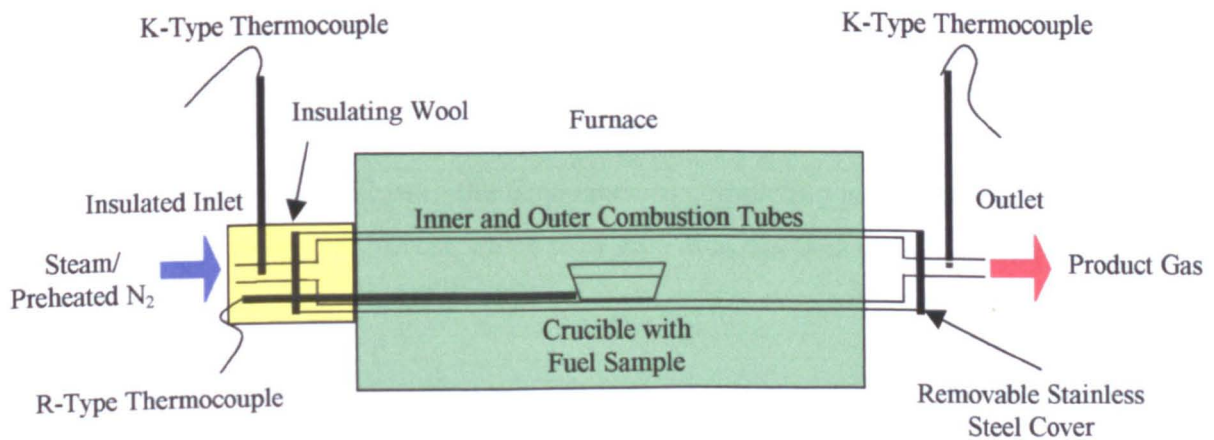 K-Type Thermocouple
K-Type Thermocouple
Insulating Wool
Furnace
Insulated Inlet
Inner and Outer Combustion Tubes
Outlet
Steam/
Preheated N₂
Product Gas
Crucible with
Fuel Sample
R-Type Thermocouple
Removable Stainless
Steel Cover